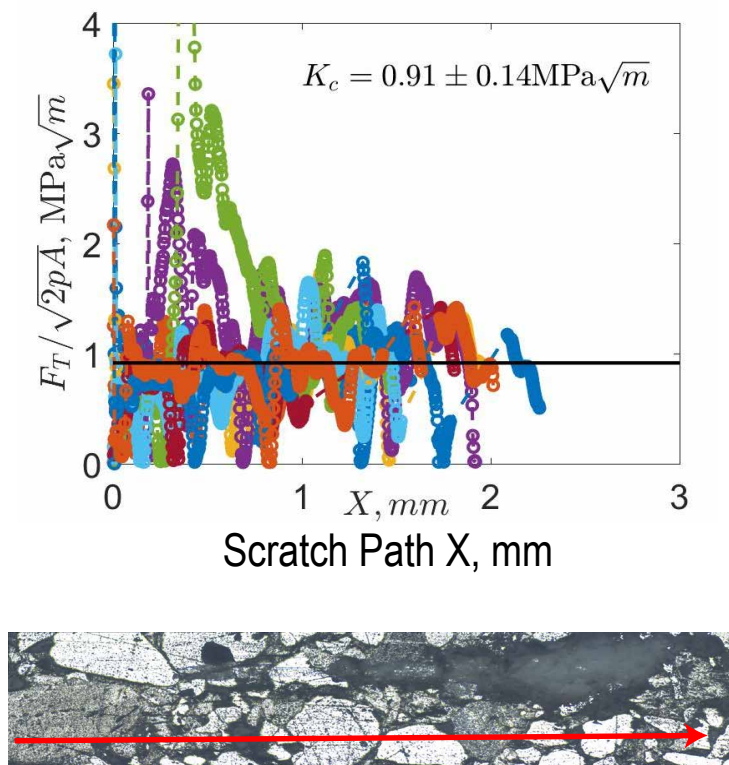 4
K_c = 0.91 ± 0.14MPa√m
3
2
1
0
F_T/√2pA, MPa√m
0 1 2 3
X, mm
Scratch Path X, mm